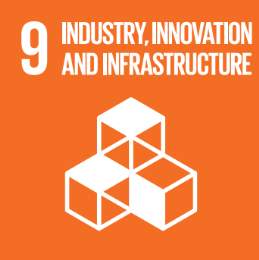 9 INDUSTRY, INNOVATION
AND INFRASTRUCTURE